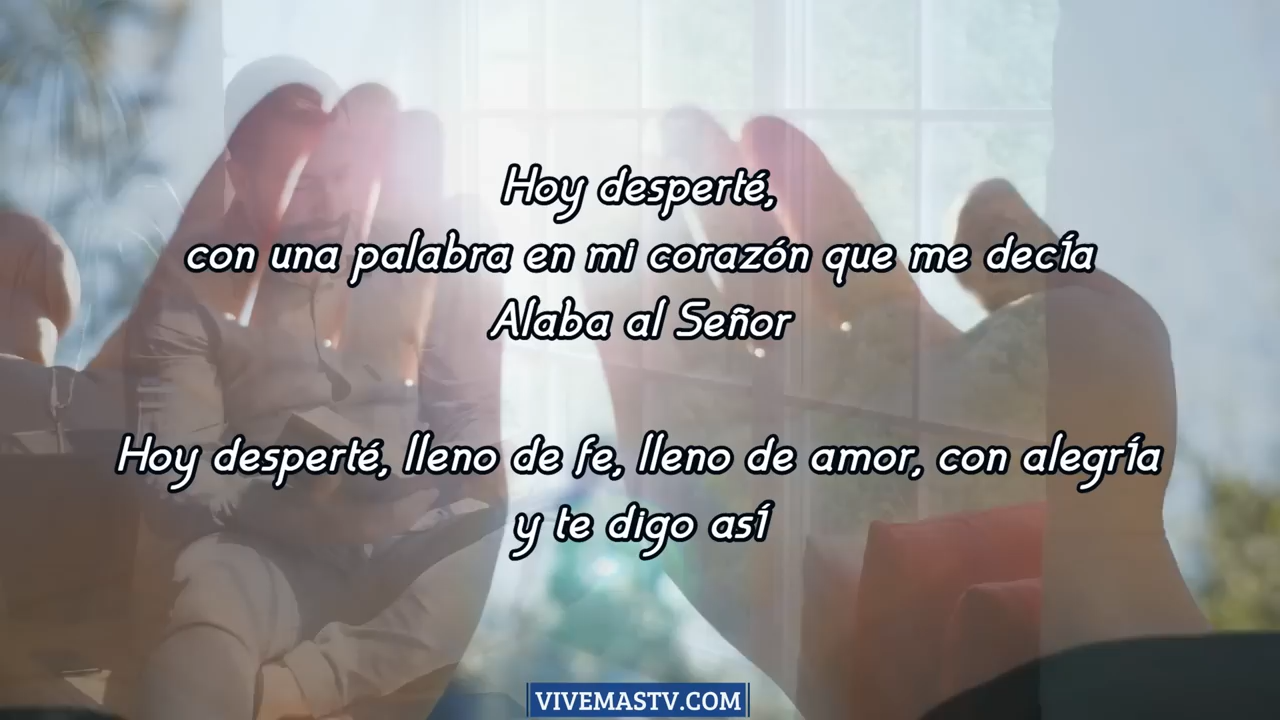 Hoy desperté,
con una palabra en mi corazón que me decía
Alaba al Señor
Hoy desperté, lleno de fe, lleno de amor, con alegría
y te digo así
VIVEMASTV.COM